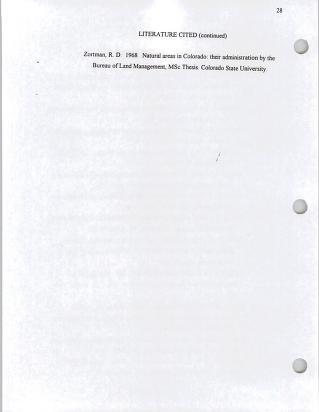 28
LITERATURE CITED (continued)
Zortman, R. D. 1968 Natural areas in Colorado: their administration by the
Bureau of Land Management, MSc Thesis. Colorado State University.